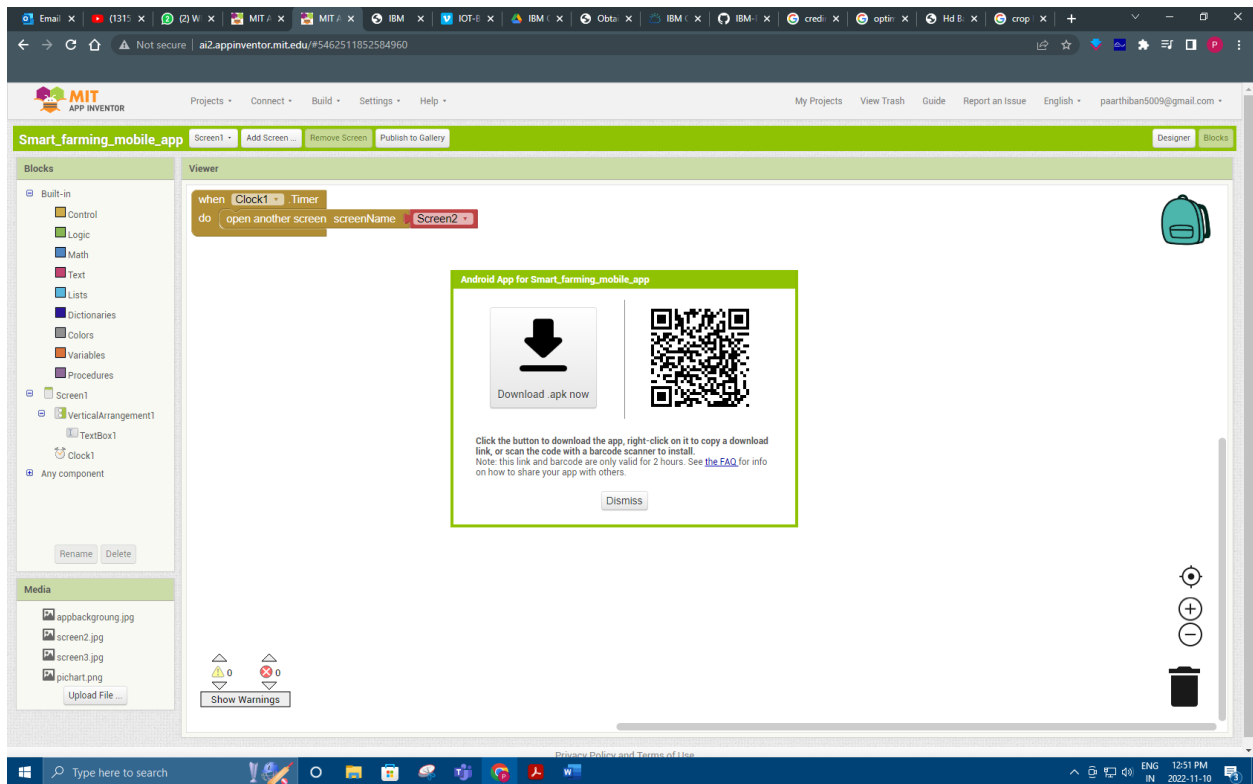 Email
(1315
(2) W
MIT A
MIT A
IBM
IOT-E
IBM (
Obtai
IBM (
IBM-
credi
optin
Hd B
crop
Not secure | ai2.appinventor.mit.edu/#5462511852584960
MIT
APP INVENTOR
Projects Connect Build Settings Help
My Projects View Trash Guide Report an Issue English paarthiban5009@gmail.com
Smart_farming_mobile_app Screen1 Add Screen ... Remove Screen Publish to Gallery Designer Blocks
Blocks
Viewer
Built-in
Control
Logic
Math
Text
Lists
Dictionaries
Colors
Variables
Procedures
Screen1
VerticalArrangement1
TextBox1
Clock1
Any component
Rename Delete
Media
appbackgroung.jpg
screen2.jpg
screen3.jpg
pichart.png
Upload File ...
when Clock1 .Timer
do open another screen screenName Screen2
Android App for Smart_farming_mobile_app
Download .apk now
Click the button to download the app, right-click on it to copy a download
link, or scan the code with a barcode scanner to install.
Note: this link and barcode are only valid for 2 hours. See the FAQ for info
on how to share your app with others.
Dismiss
0 0
Show Warnings
Privacy Policy and Terms of Use
Type here to search
ENG
IN
12:51 PM
2022-11-10
3